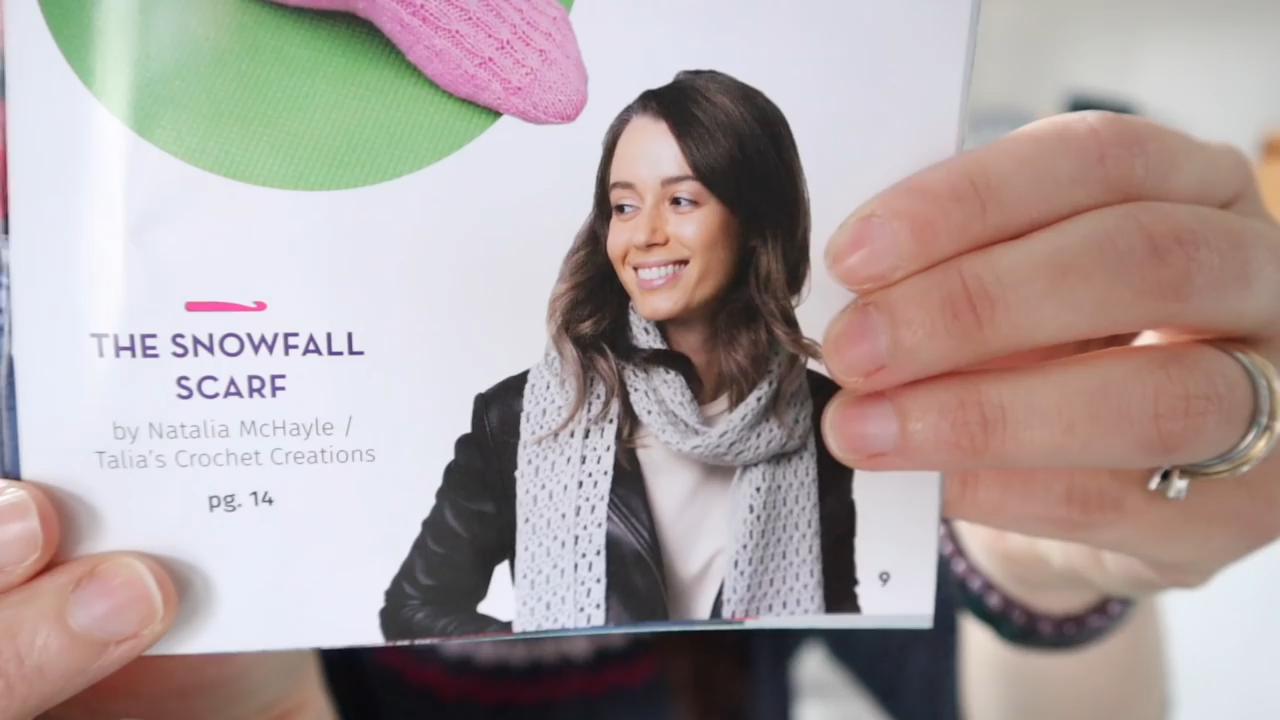 THE SNOWFALL
SCARF
by Natalia McHayle /
Talia's Crochet Creations
pg. 14
9